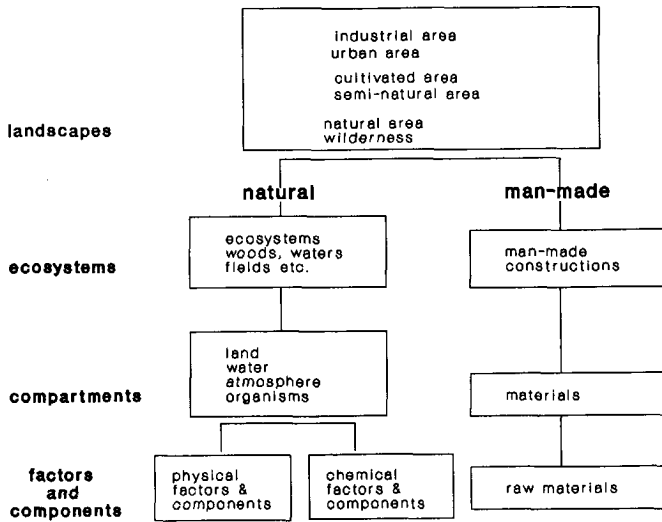 industrial area
urban area
cultivated area
semi-natural area
natural area
wilderness
landscapes
natural
man-made
ecosystems
woods, waters
fields etc.
ecosystems
man-made
constructions
land
water
atmosphere
organisms
compartments
materials
factors
and
components
physical
factors &
components
chemical
factors &
components
raw materials